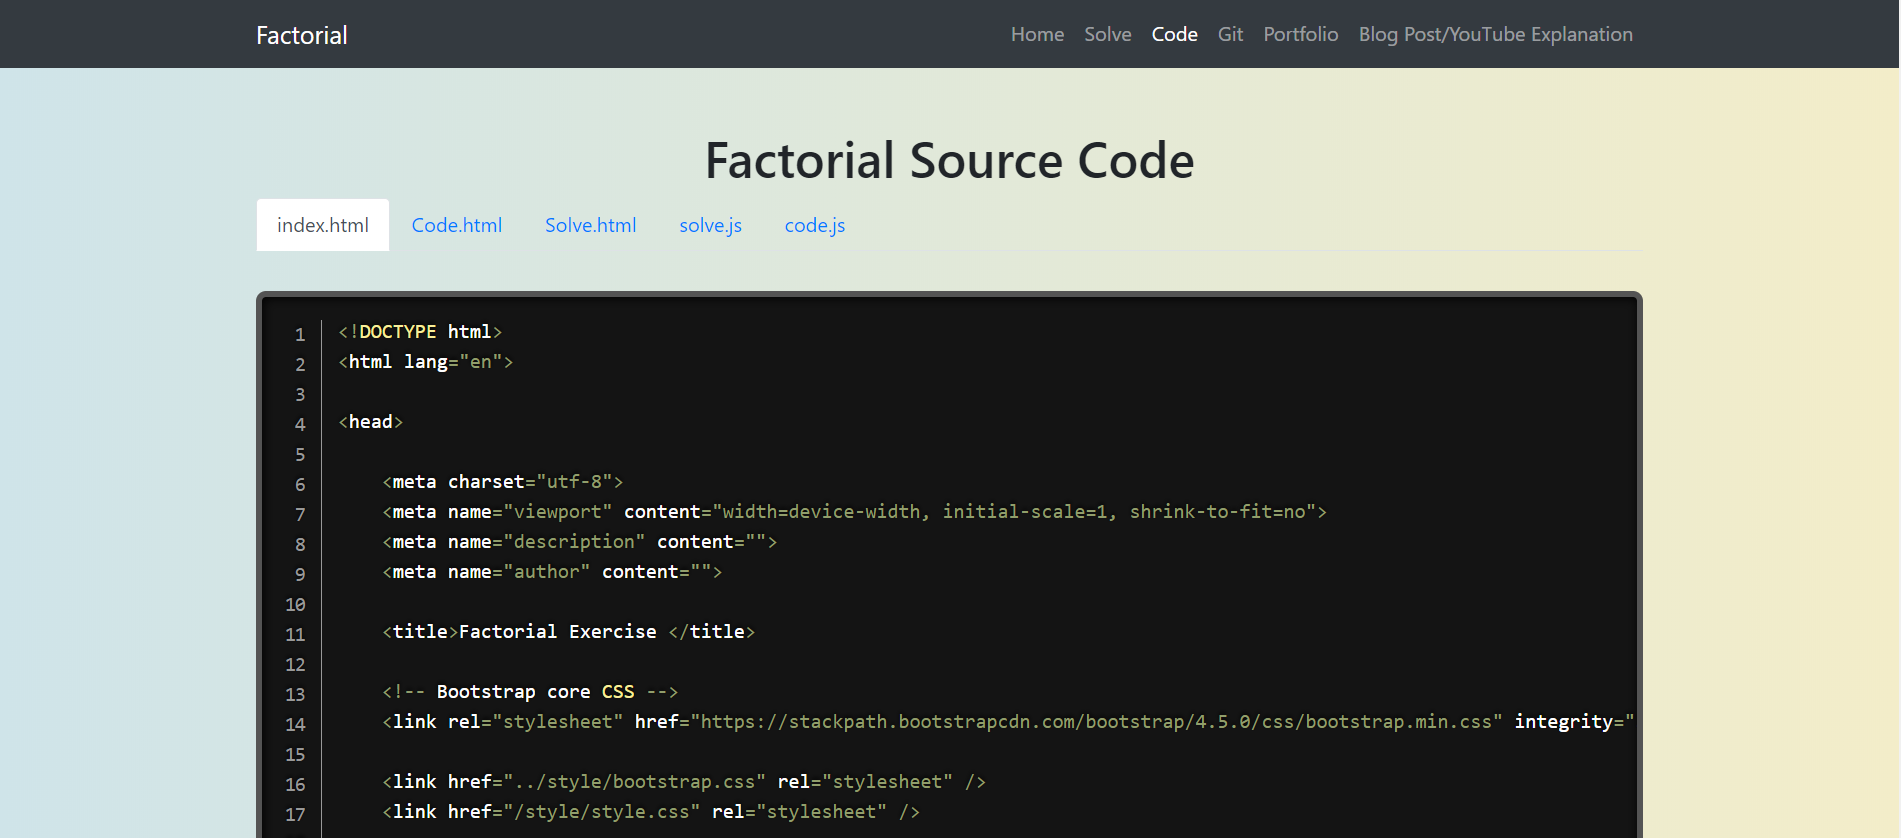 Factorial Home Solve Code Git Portfolio Blog Post/YouTube Explanation
Factorial Source Code
index.html Code.html Solve.html solve.js code.js
1 <!DOCTYPE html>
2 <html lang="en">
3
4 <head>
5
6 <meta charset="utf-8">
7 <meta name="viewport" content="width=device-width, initial-scale=1, shrink-to-fit=no">
8 <meta name="description" content="">
9 <meta name="author" content="">
10
11 <title>Factorial Exercise </title>
12
13 <!-- Bootstrap core CSS -->
14 <link rel="stylesheet" href="https://stackpath.bootstrapcdn.com/bootstrap/4.5.0/css/bootstrap.min.css" integrity="
15
16 <link href="../style/bootstrap.css" rel="stylesheet" />
17 <link href="/style/style.css" rel="stylesheet" />